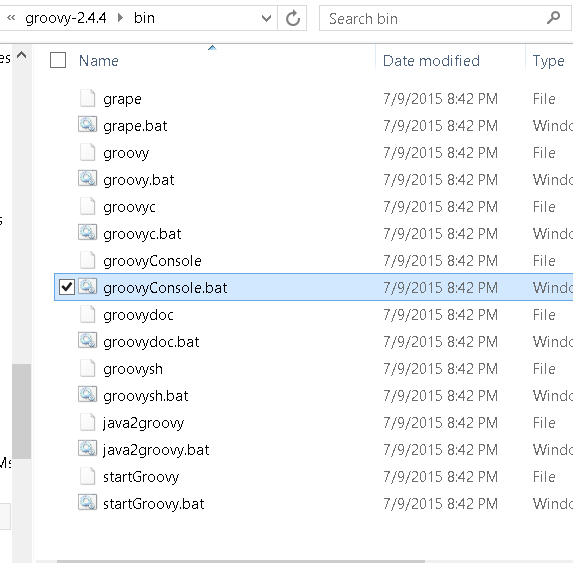 « groovy-2.4.4 bin Search bin
es Name Date modified Type
grape 7/9/2015 8:42 PM File
grape.bat 7/9/2015 8:42 PM Windo
groovy 7/9/2015 8:42 PM File
groovy.bat 7/9/2015 8:42 PM Windo
groovyc 7/9/2015 8:42 PM File
groovyc.bat 7/9/2015 8:42 PM Windo
groovyConsole 7/9/2015 8:42 PM File
groovyConsole.bat 7/9/2015 8:42 PM Windo
groovydoc 7/9/2015 8:42 PM File
groovydoc.bat 7/9/2015 8:42 PM Windo
groovysh 7/9/2015 8:42 PM File
groovysh.bat 7/9/2015 8:42 PM Windo
java2groovy 7/9/2015 8:42 PM File
java2groovy.bat 7/9/2015 8:42 PM Windo
startGroovy 7/9/2015 8:42 PM File
startGroovy.bat 7/9/2015 8:42 PM Windo